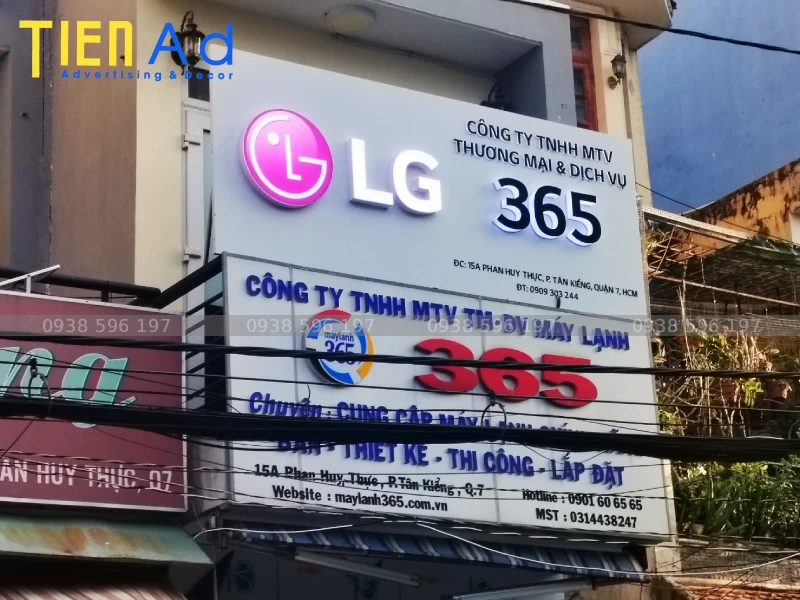 TIEN Ad
Advertising & Decor
LG
CÔNG TY TNHH MTV
THƯƠNG MẠI & DỊCH VỤ
365
ĐC: 15A PHAN HUY THỰC, P. TÂN KIỂNG, QUẬN 7, HCM
ĐT: 0909 303 244
CÔNG TY TNHH MTV TM-DV MÁY LẠNH
0938 596 197 0938 596 197 0938 596 197 0938 596 197
maylanh
365
365
Chuyên : CUNG CẤP MÁY LẠNH
BÁN - THIẾT KẾ - THI CÔNG - LẮP ĐẶT
15A Phan Huy Thực, P.Tân Kiểng, Q.7
Hotline : 0901 60 65 65
Website : maylanh365.com.vn
MST : 0314438247
HUY THỰC, Q7